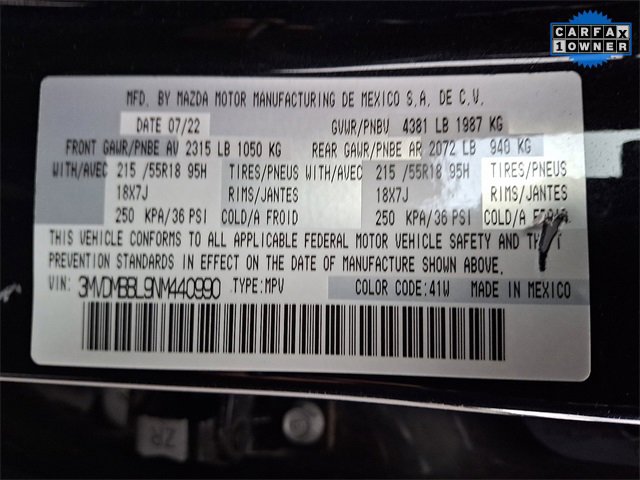 CARFAX
1 OWNER
MFD. BY MAZDA MOTOR MANUFACTURING DE MEXICO S.A. DE C.V.
DATE 07/22 GVWR/PNBV 4381 LB 1987 KG
FRONT GAWR/PNBE AV 2315 LB 1050 KG REAR GAWR/PNBE AR 2072 LB 940 KG
WITH/AVEC 215 /55R18 95H TIRES/PNEUS WITH/AVEC 215 /55R18 95H TIRES/PNEUS
18X7J RIMS/JANTES 18X7J RIMS/JANTES
250 KPA/36 PSI COLD/A FROID 250 KPA/36 PSI COLD/A FROID
THIS VEHICLE CONFORMS TO ALL APPLICABLE FEDERAL MOTOR VEHICLE SAFETY AND THEFT
PREVENTION STANDARDS IN EFFECT ON THE DATE OF MANUFACTURE SHOWN ABOVE.
VIN: 3MVDMBBL9NM440990 TYPE:MPV COLOR CODE:41W MADE IN MEXICO
ZR